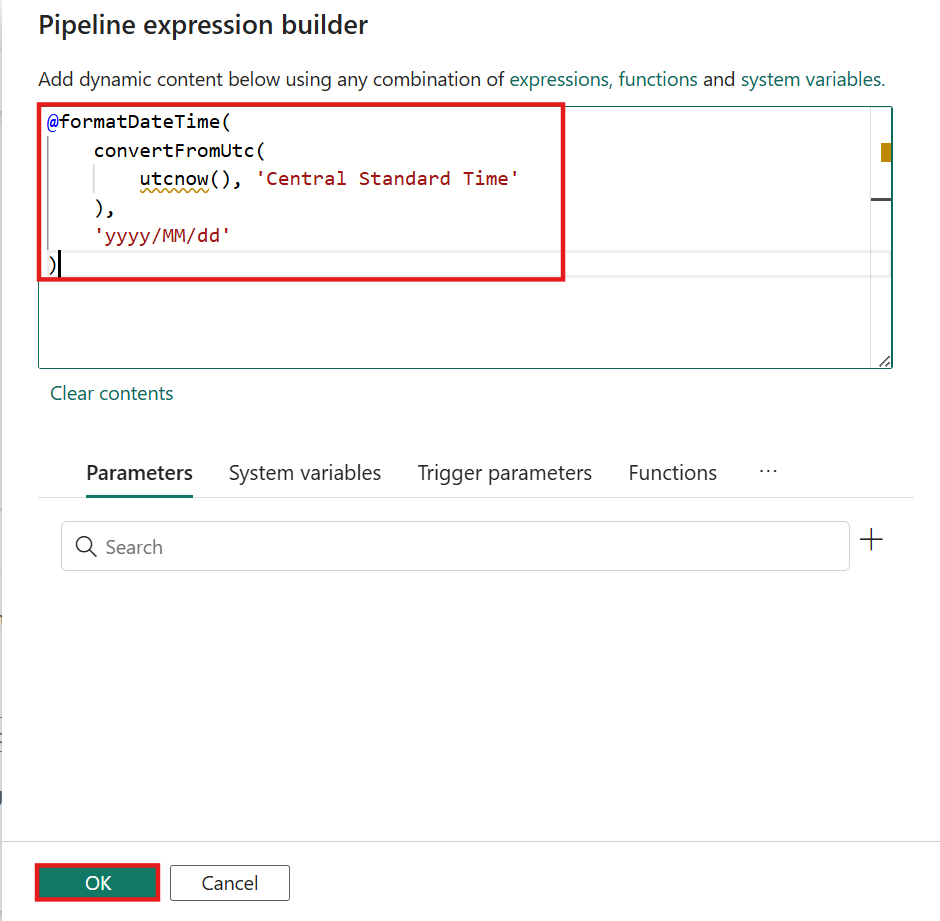 Pipeline expression builder
Add dynamic content below using any combination of expressions, functions and system variables.
@formatDateTime(
convertFromUtc(
utcnow(), 'Central Standard Time'
),
'yyyy/MM/dd'
)
Clear contents
Parameters System variables Trigger parameters Functions ···
Search
OK Cancel